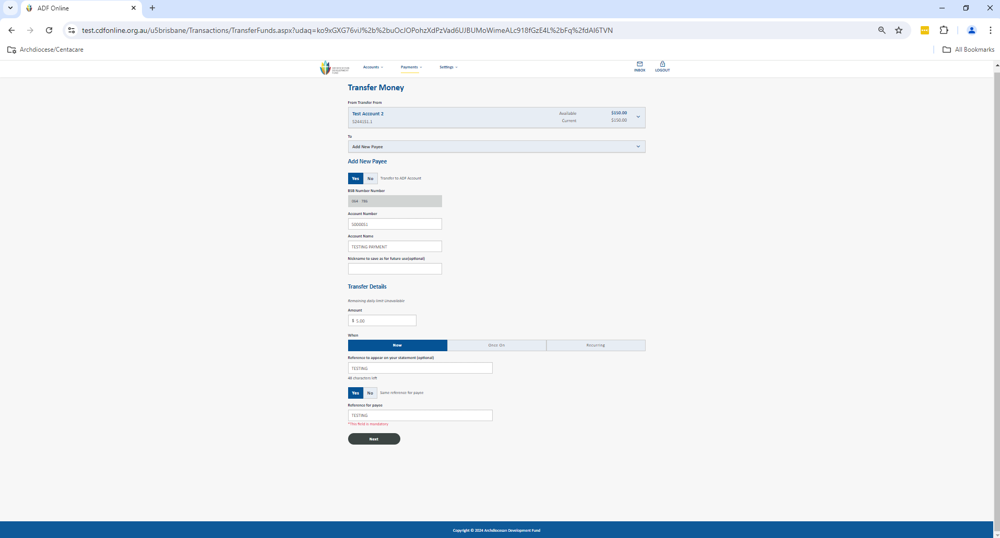 ADF Online
test.cdfonline.org.au/u5brisbane/Transactions/TransferFunds.aspx?udaq=ko9xGXG76viJ%2b%2buOcJOPohzXdPzVad6UJBUMoWimeALc918fGzE4L%2bFq%2fdAI6TVN
Archdiocese/Centacare
All Bookmarks
ARCHDIOCESAN
DEVELOPMENT
FUND
Accounts
Payments
Settings
INBOX
LOGOUT
Transfer Money
From Transfer From
Test Account 2
Available
$150.00
52441S1.1
Current
$150.00
To
Add New Payee
Add New Payee
Yes No Transfer to ADF Account
BSB Number Number
064 786
Account Number
50000S1
Account Name
TESTING PAYMENT
Nickname to save as for future use(optional)
Transfer Details
Remaining daily limit Unavailable
Amount
$ 5.00
When
Now
Once On
Recurring
Reference to appear on your statement (optional)
TESTING
48 characters left
Yes No Same reference for payee
Reference for payee
TESTING
*This field is mandatory
Next
Copyright © 2024 Archdiocesan Development Fund